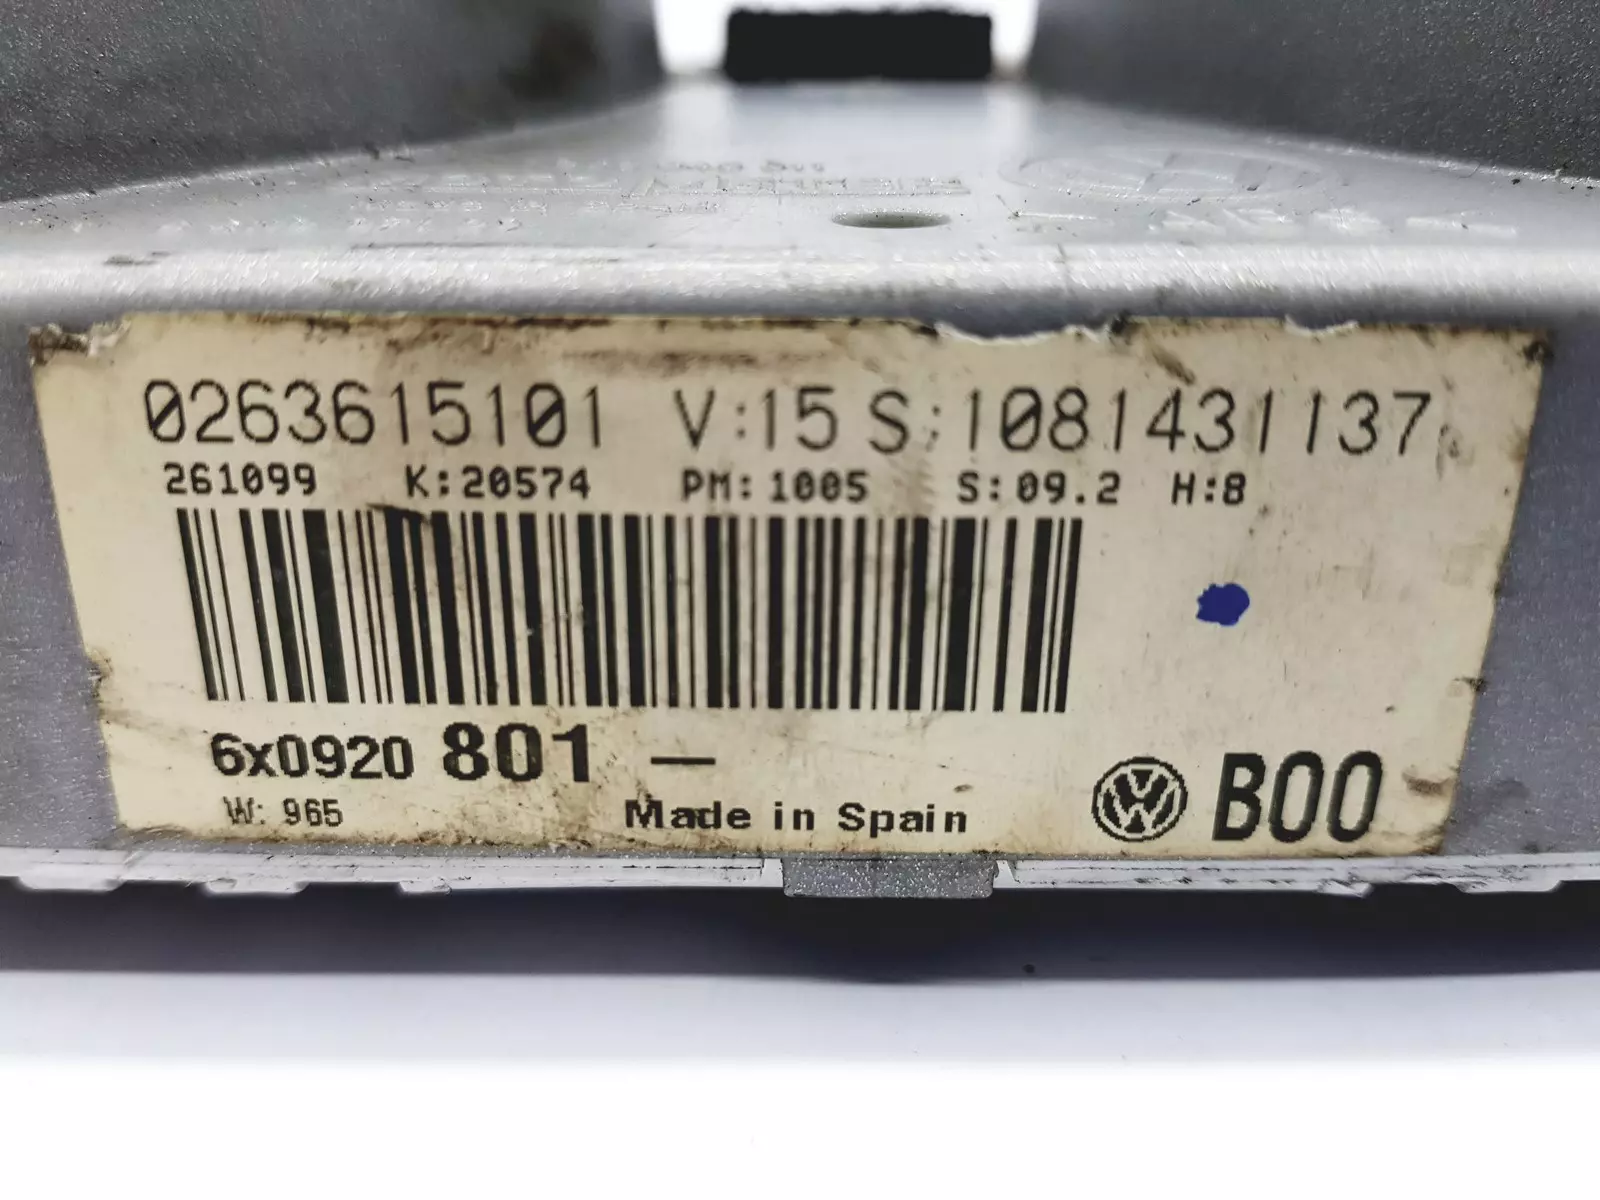 0263615101 V:15 S:1081431137
261099 K:20574 PM:1005 S:09.2 H:8
6x0920 801 –
W: 965 Made in Spain B00